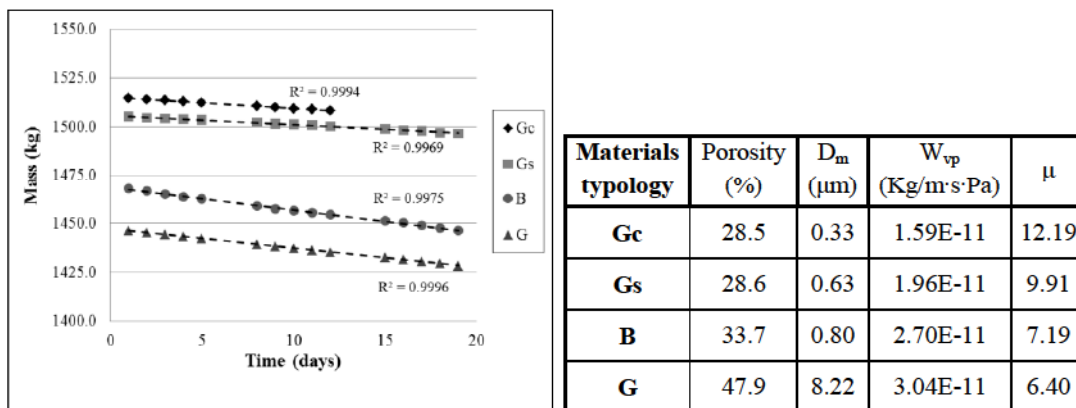 1550.0
1525.0
1500.0
1475.0
1450.0
1425.0
1400.0
Mass (kg)
R² = 0.9994
R² = 0.9969
R² = 0.9975
R² = 0.9996
0 5 10 15 20
Time (days)
Gc
Gs
B
G
Materials typology Porosity (%) Dm (μm) Wvp (Kg/m·s·Pa) μ
Gc 28.5 0.33 1.59E-11 12.19
Gs 28.6 0.63 1.96E-11 9.91
B 33.7 0.80 2.70E-11 7.19
G 47.9 8.22 3.04E-11 6.40